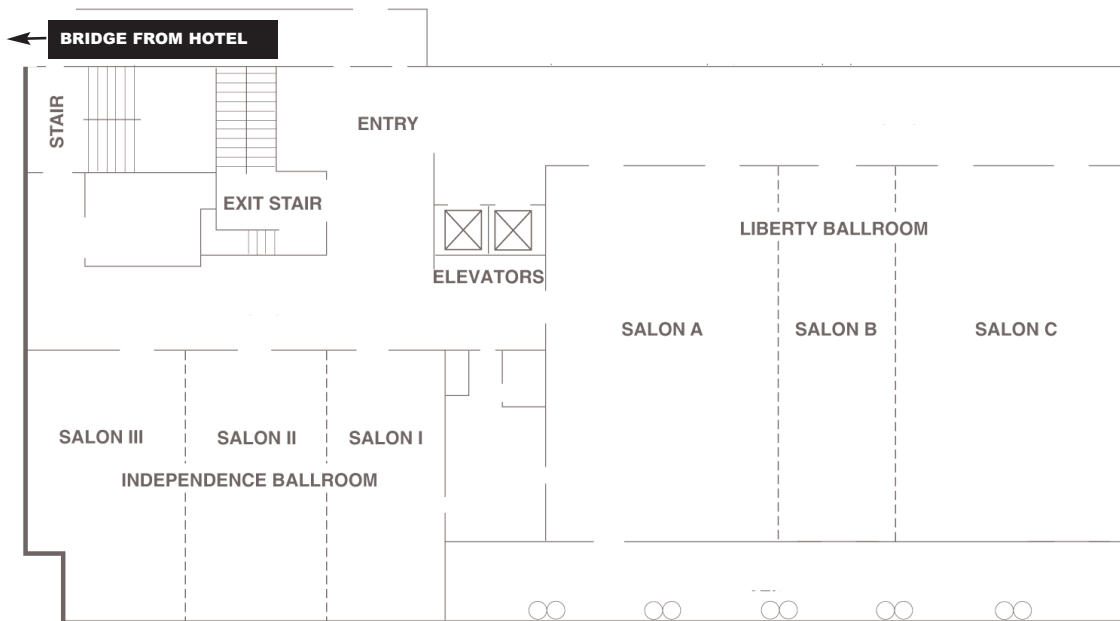 BRIDGE FROM HOTEL
STAIR
ENTRY
EXIT STAIR
LIBERTY BALLROOM
ELEVATORS
SALON A
SALON B
SALON C
SALON III
SALON II
SALON I
INDEPENDENCE BALLROOM